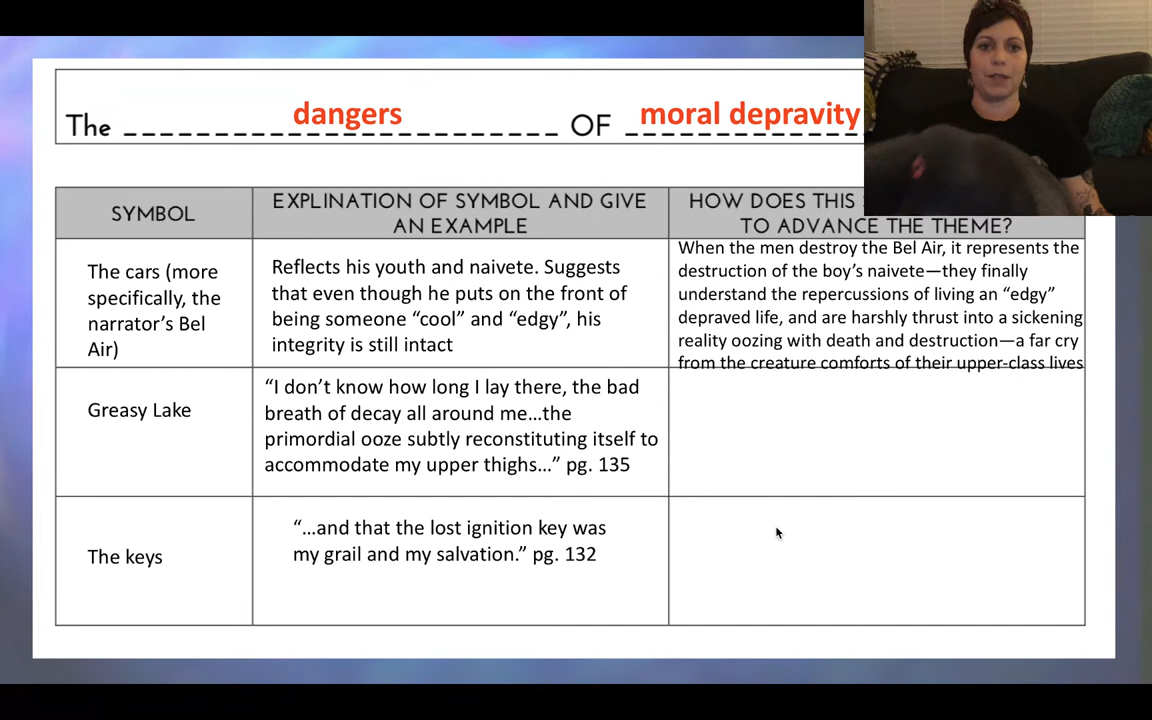 The dangers OF moral depravity
SYMBOL
EXPLINATION OF SYMBOL AND GIVE
AN EXAMPLE
HOW DOES THIS
TO ADVANCE THE THEME?
The cars (more
specifically, the
narrator's Bel
Air)
Reflects his youth and naivete. Suggests
that even though he puts on the front of
being someone “cool” and “edgy”, his
integrity is still intact
When the men destroy the Bel Air, it represents the
destruction of the boy’s naivete—they finally
understand the repercussions of living an “edgy”
depraved life, and are harshly thrust into a sickening
reality oozing with death and destruction—a far cry
from the creature comforts of their upper-class lives
Greasy Lake
“I don’t know how long I lay there, the bad
breath of decay all around me…the
primordial ooze subtly reconstituting itself to
accommodate my upper thighs…” pg. 135
The keys
“…and that the lost ignition key was
my grail and my salvation.” pg. 132